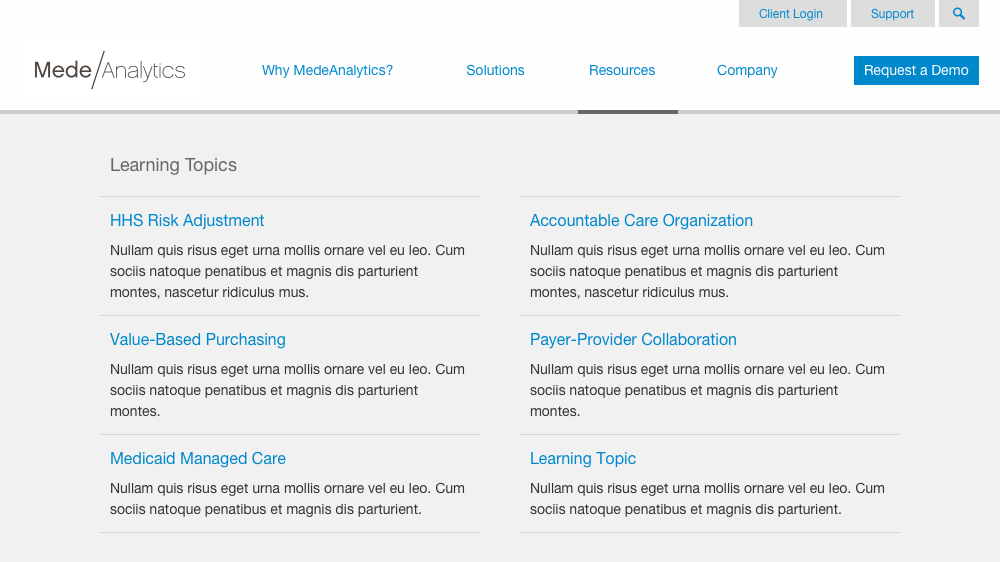 Client Login Support
Mede/Analytics Why MedeAnalytics? Solutions Resources Company Request a Demo
Learning Topics
HHS Risk Adjustment
Nullam quis risus eget urna mollis ornare vel eu leo. Cum
sociis natoque penatibus et magnis dis parturient
montes, nascetur ridiculus mus.
Accountable Care Organization
Nullam quis risus eget urna mollis ornare vel eu leo. Cum
sociis natoque penatibus et magnis dis parturient
montes, nascetur ridiculus mus.
Value-Based Purchasing
Nullam quis risus eget urna mollis ornare vel eu leo. Cum
sociis natoque penatibus et magnis dis parturient
montes.
Payer-Provider Collaboration
Nullam quis risus eget urna mollis ornare vel eu leo. Cum
sociis natoque penatibus et magnis dis parturient
montes.
Medicaid Managed Care
Nullam quis risus eget urna mollis ornare vel eu leo. Cum
sociis natoque penatibus et magnis dis parturient.
Learning Topic
Nullam quis risus eget urna mollis ornare vel eu leo. Cum
sociis natoque penatibus et magnis dis parturient.